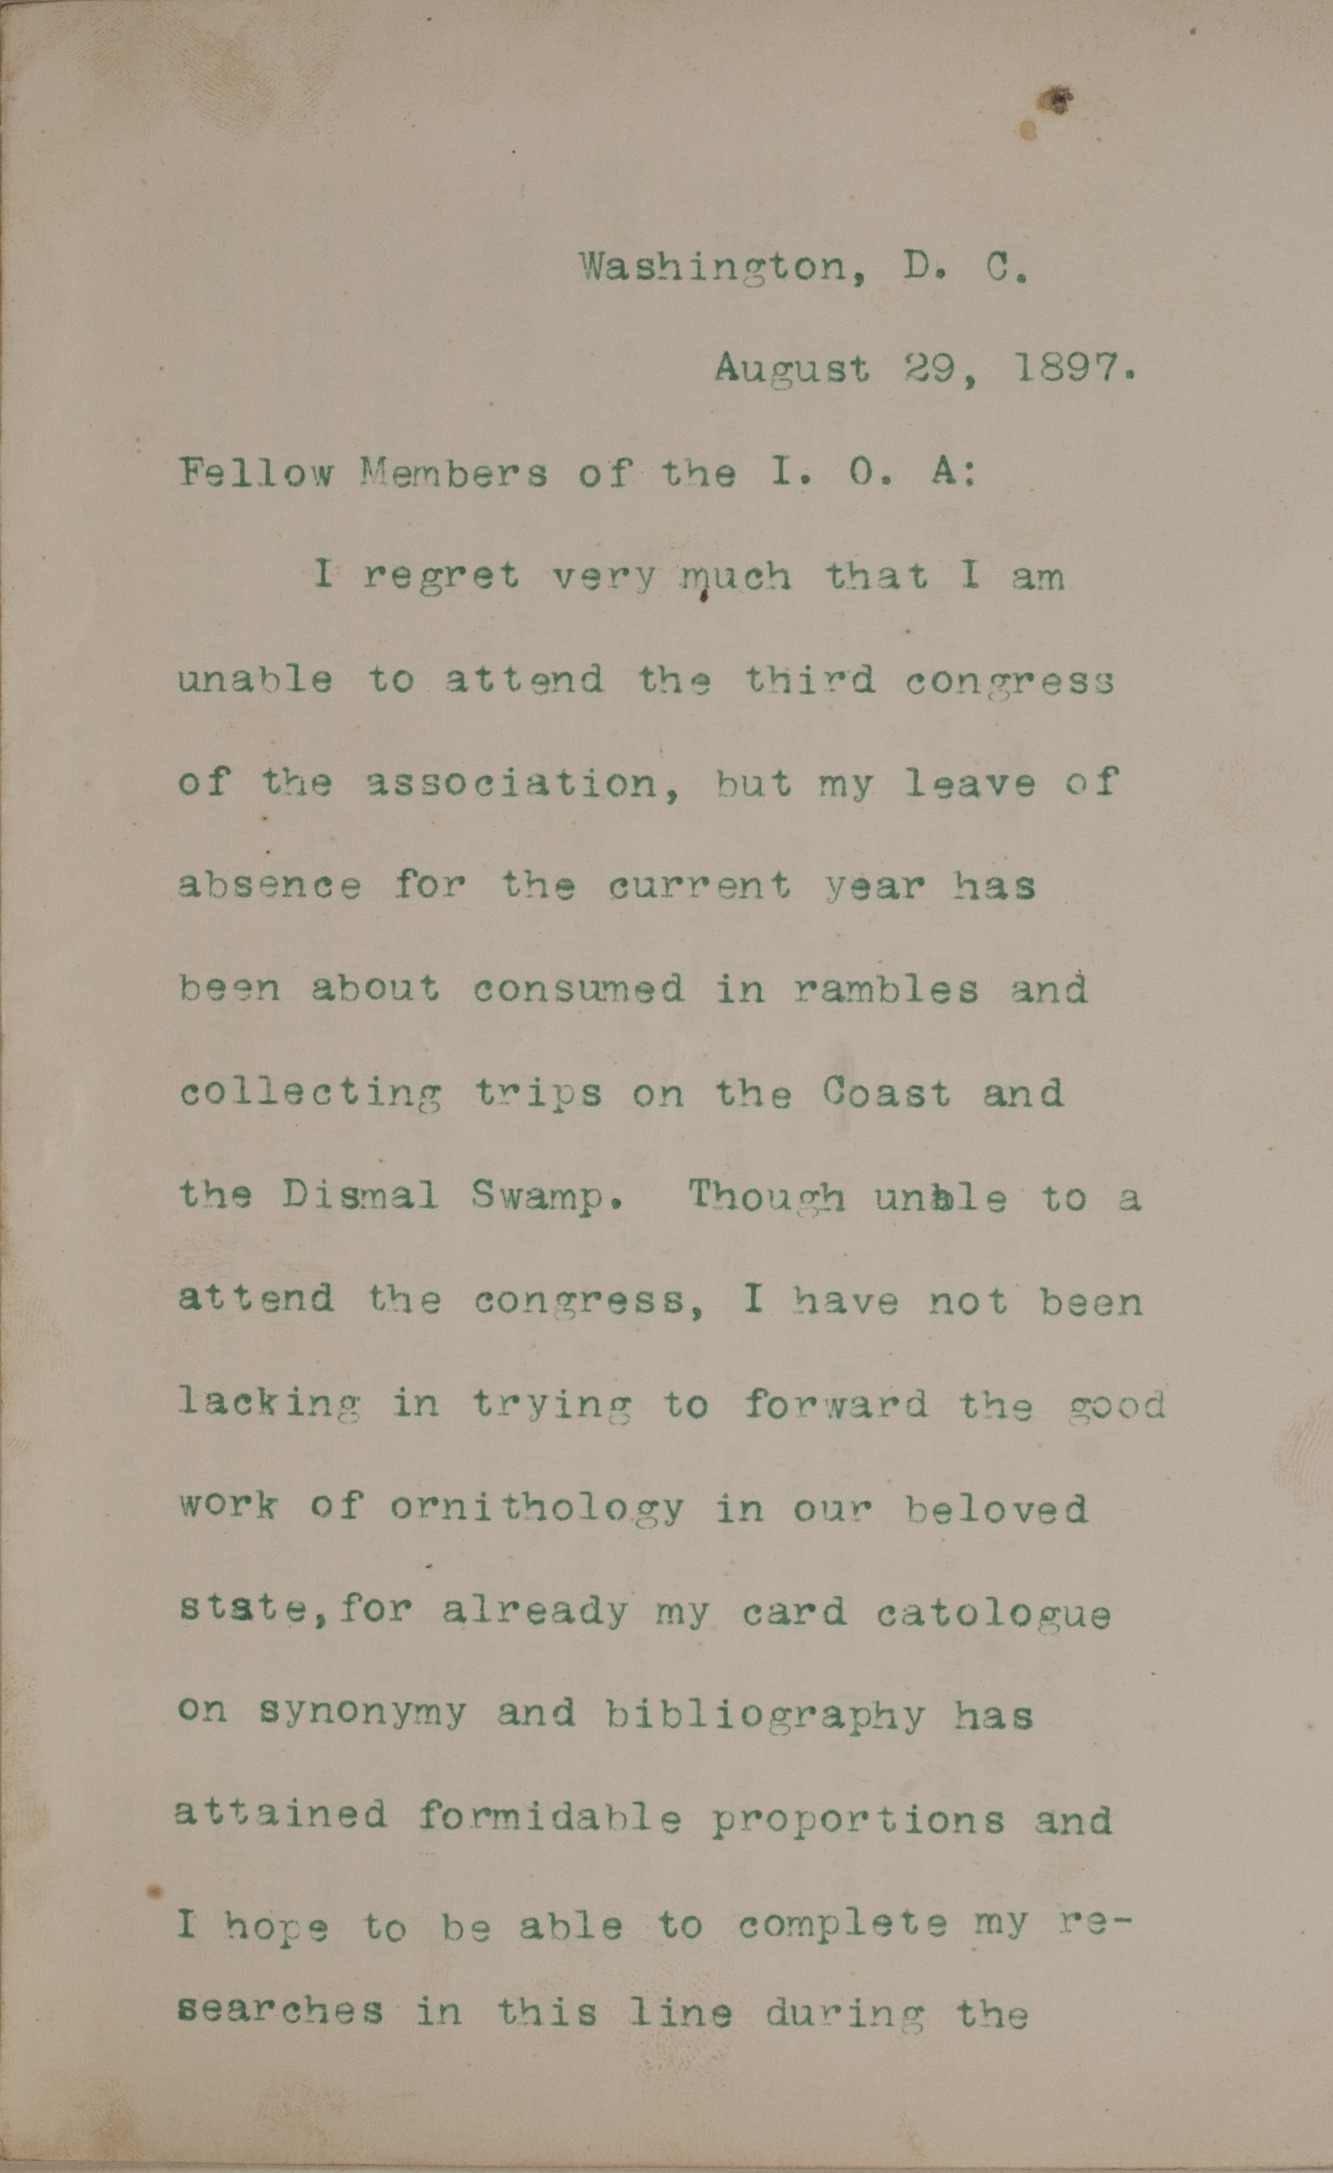 Washington, D. C.
August 29, 1897.
Fellow Members of the I. O. A:
I regret very much that I am
unable to attend the third congress
of the association, but my leave of
absence for the current year has
been about consumed in rambles and
collecting trips on the Coast and
the Dismal Swamp. Though unble to a
attend the congress, I have not been
lacking in trying to forward the good
work of ornithology in our beloved
state, for already my card catologue
on synonymy and bibliography has
attained formidable proportions and
I hope to be able to complete my re-
searches in this line during the